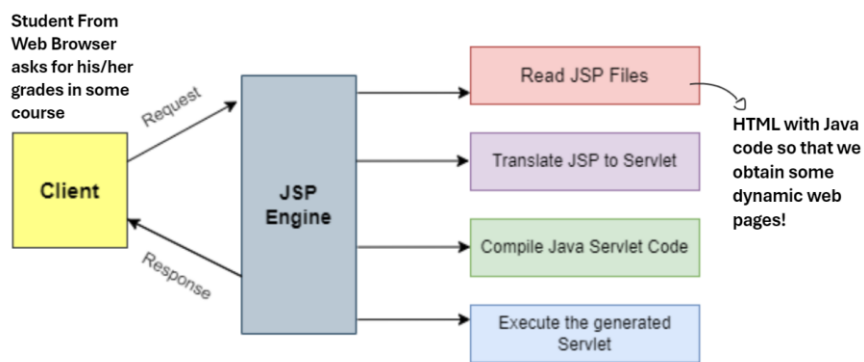 Student From
Web Browser
asks for his/her
grades in some
course
Request
Client
Response
JSP
Engine
Read JSP Files
Translate JSP to Servlet
Compile Java Servlet Code
Execute the generated
Servlet
HTML with Java
code so that we
obtain some
dynamic web
pages!